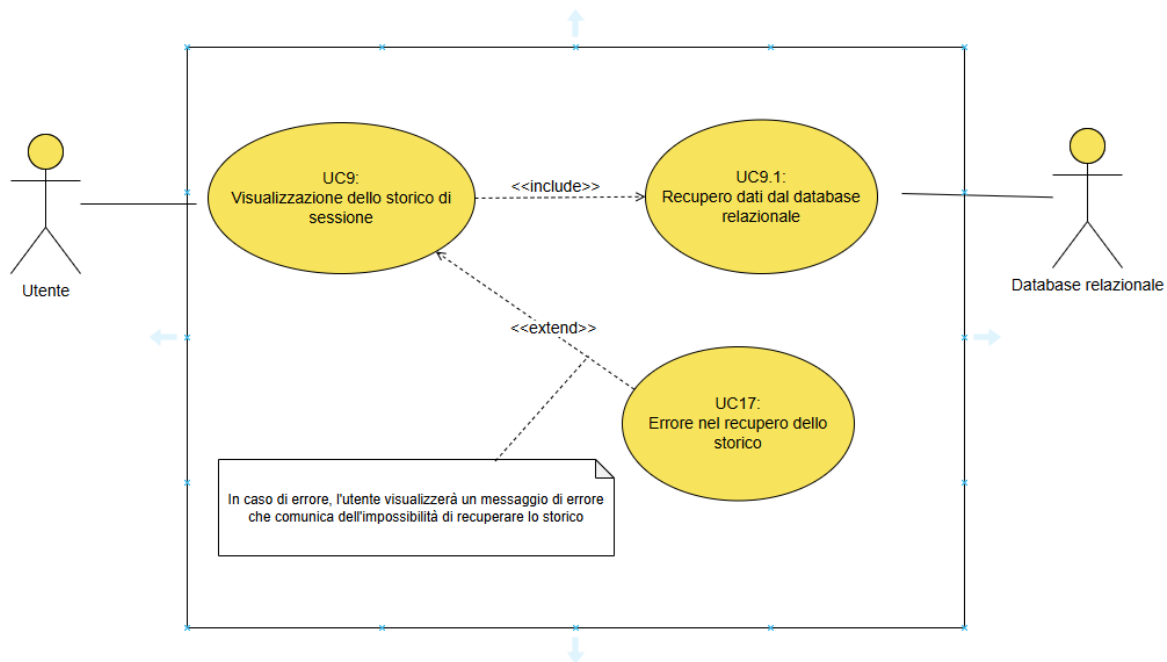 UC9:
Visualizzazione dello storico di
sessione
<<include>>
UC9.1:
Recupero dati dal database
relazionale
Utente
Database relazionale
<<extend>>
UC17:
Errore nel recupero dello
storico
In caso di errore, l'utente visualizzerà un messaggio di errore
che comunica dell'impossibilità di recuperare lo storico